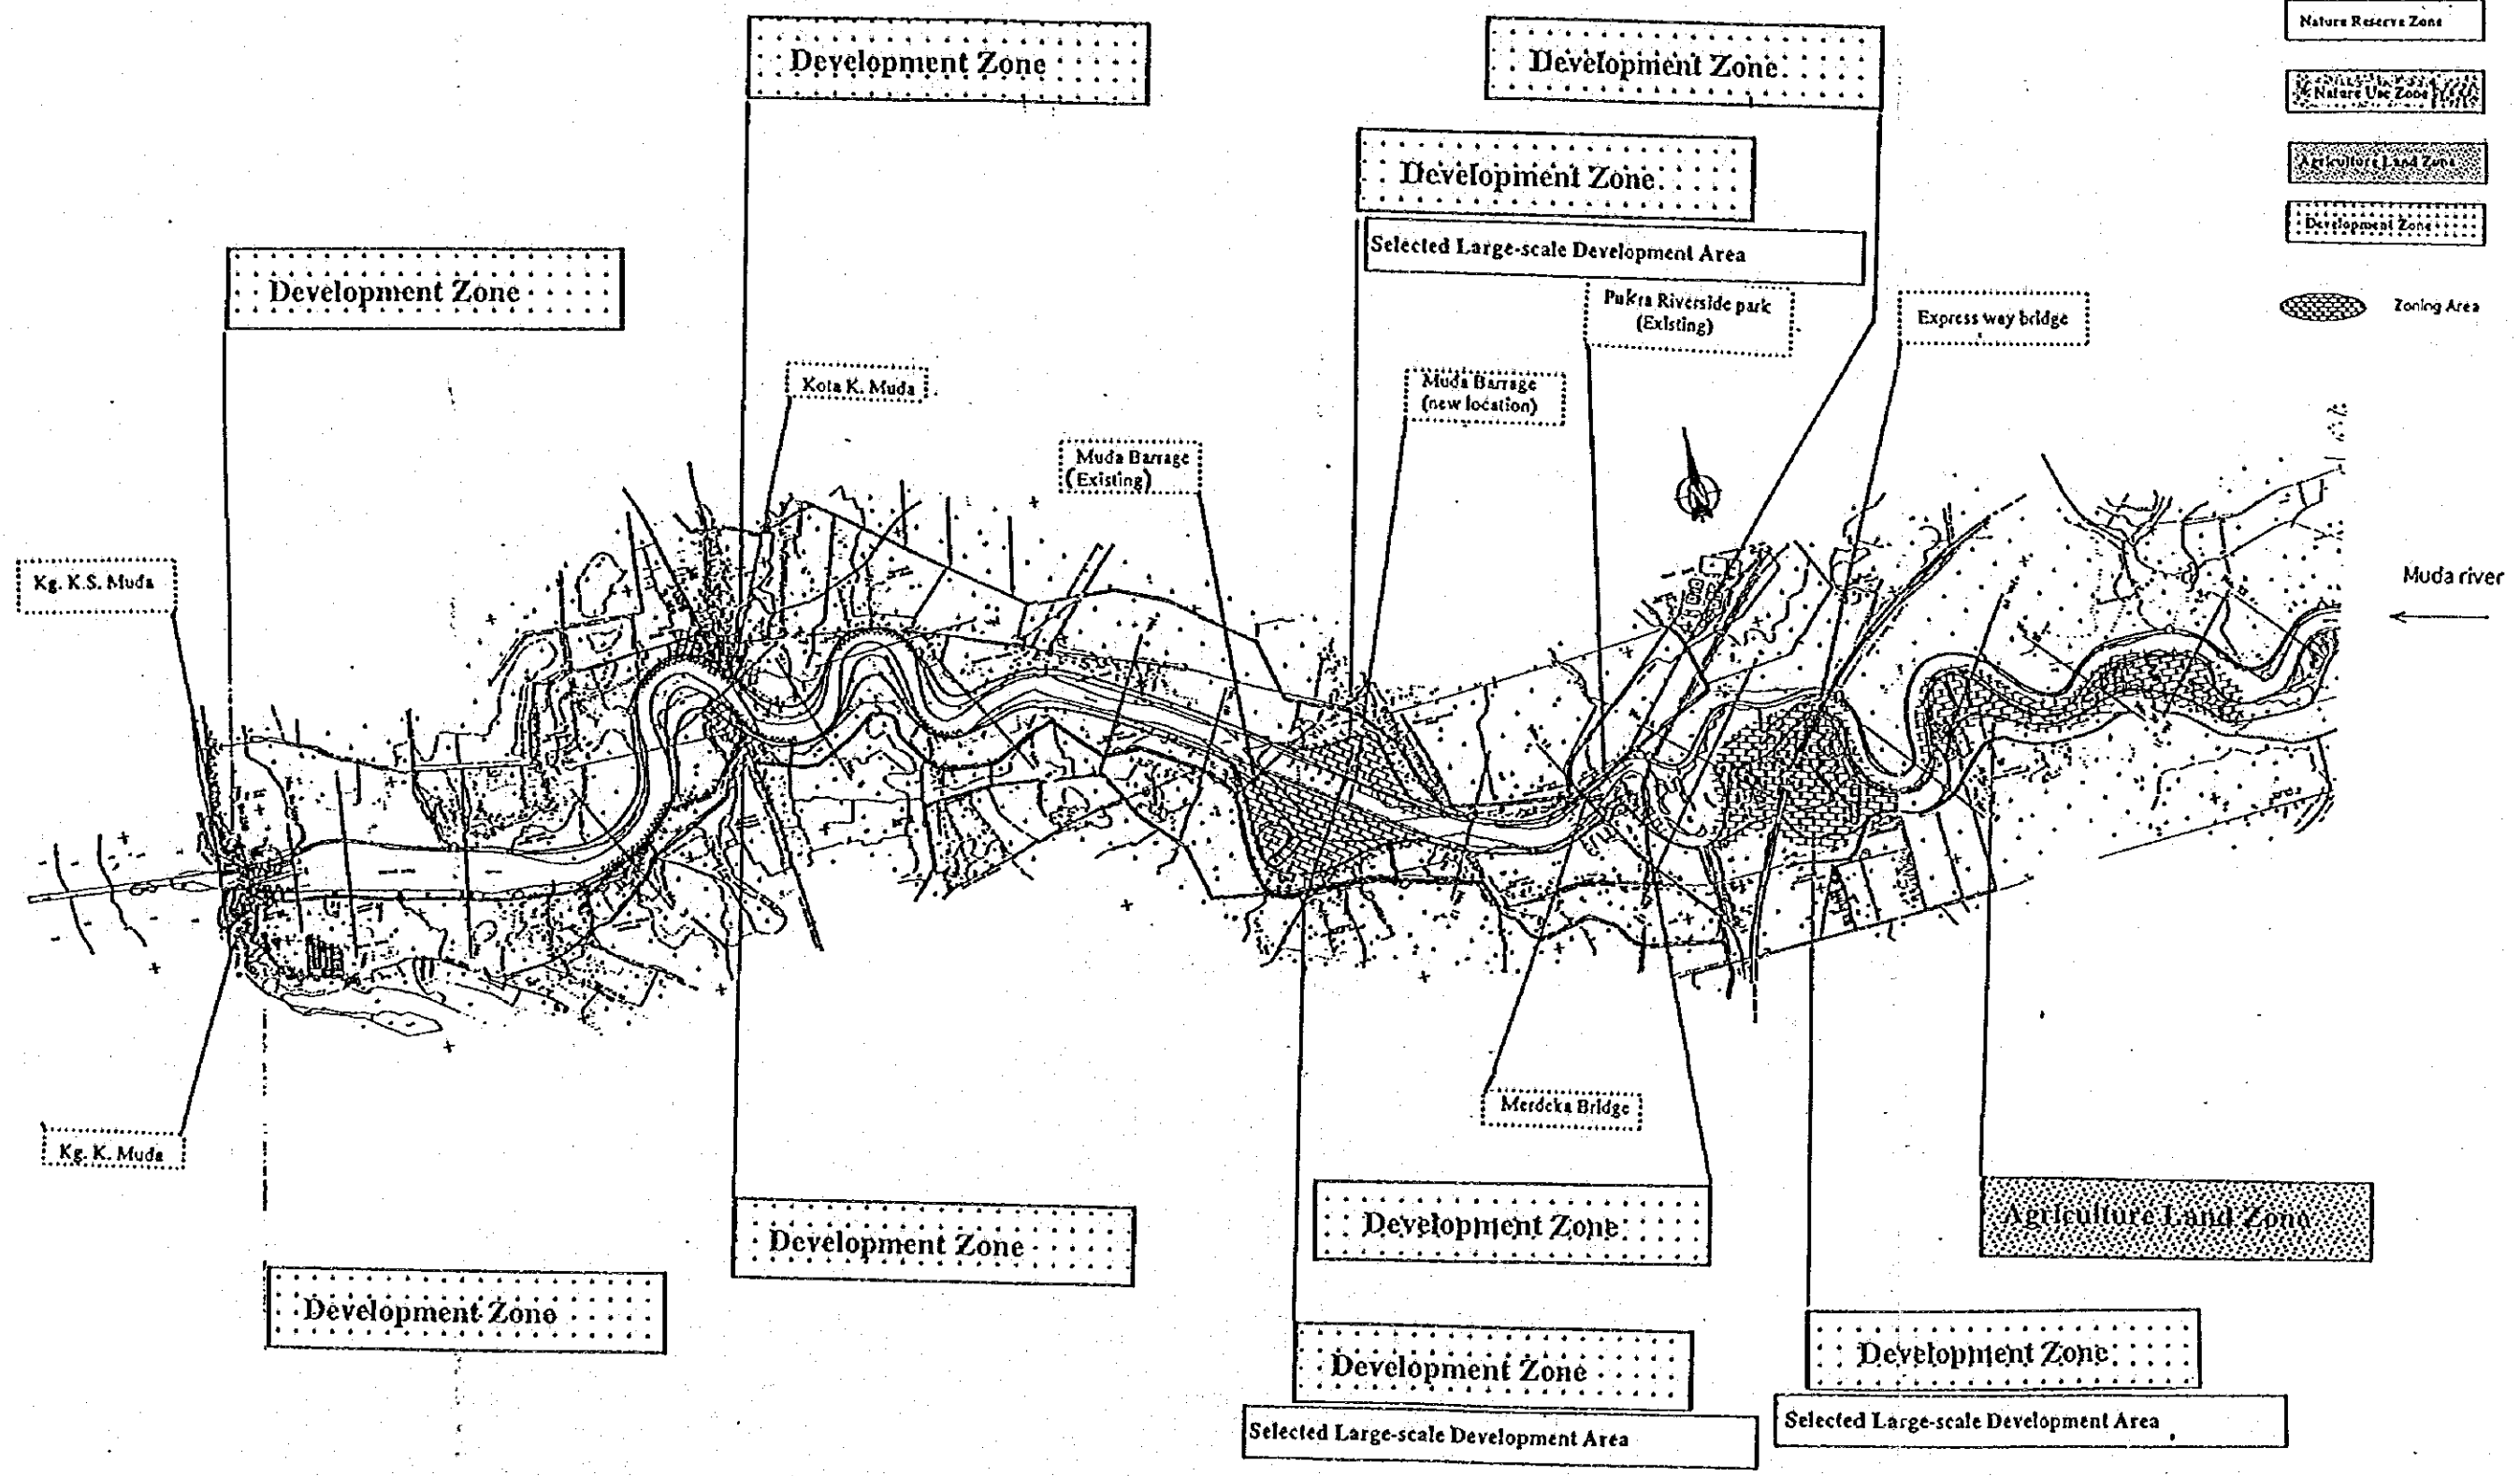 Nature Reserve Zone
Development Zone
Development Zone
Nature Use Zone
Development Zone
Agriculture Land Zone
Selected Large-scale Development Area
Development Zone
Development Zone
Pukra Riverside park
(Existing)
Express way bridge
Zoning Area
Kota K. Muda
Muda Barrage
(new location)
Muda Barrage
(Existing)
N
Kg. K.S. Muda
Muda river
Merdeka Bridge
Kg. K. Muda
Development Zone
Agriculture Land Zone
Development Zone
Development Zone
Development Zone
Development Zone
Selected Large-scale Development Area
Selected Large-scale Development Area